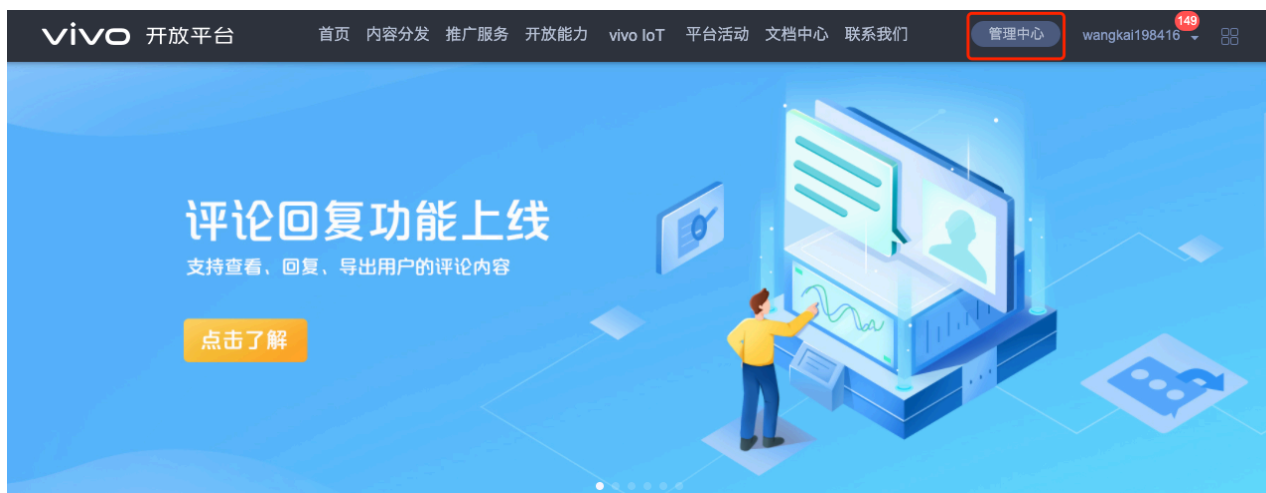 vivo 开放平台 首页 内容分发 推广服务 开放能力 vivo IoT 平台活动 文档中心 联系我们 管理中心 wangkai198416 149
评论回复功能上线
支持查看、回复、导出用户的评论内容
点击了解